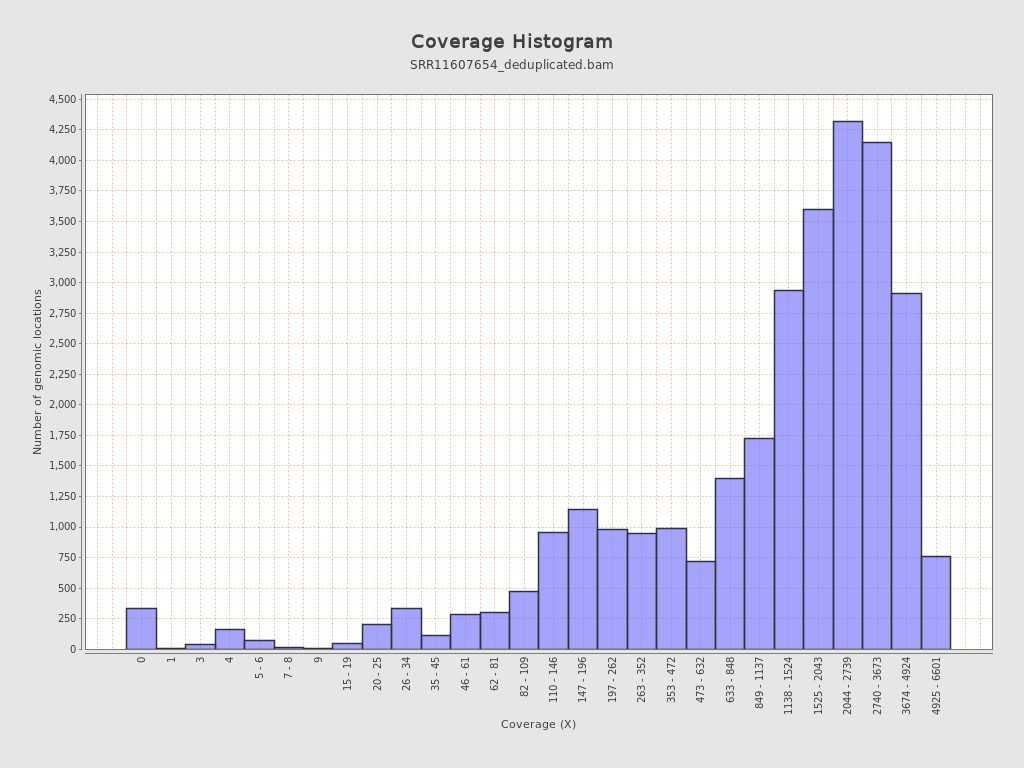 Coverage Histogram
SRR11607654_deduplicated.bam
Number of genomic locations
4,500
4,250
4,000
3,750
3,500
3,250
3,000
2,750
2,500
2,250
2,000
1,750
1,500
1,250
1,000
750
500
250
0
0
1
3
4
5 - 6
7 - 8
9
15 - 19
20 - 25
26 - 34
35 - 45
46 - 61
62 - 81
82 - 109
110 - 146
147 - 196
197 - 262
263 - 352
353 - 472
473 - 632
633 - 848
849 - 1137
1138 - 1524
1525 - 2043
2044 - 2739
2740 - 3673
3674 - 4924
4925 - 6601
Coverage (X)